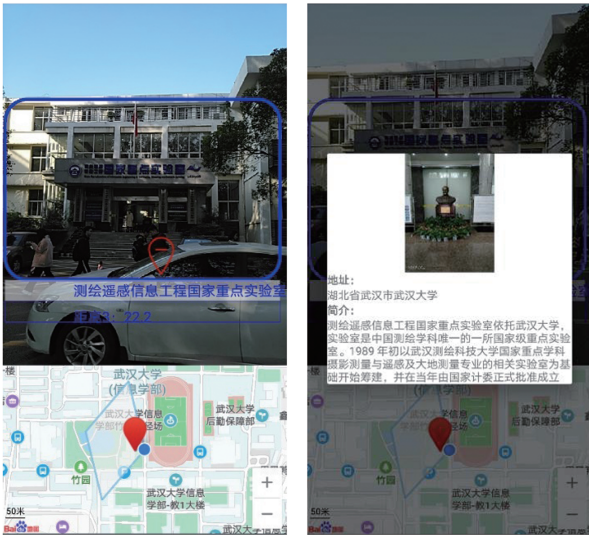 测绘遥感信息工程国家重点实验室
22.2
武汉大学
(信息学部)
武汉大学信息
武汉大学
后勤保障部
竹园
武汉大学信息
学部-教1大楼
50米
Bai
地址：
湖北省武汉市武汉大学
简介：
测绘遥感信息工程国家重点实验室依托武汉大学，
实验室是中国测绘学科唯一的一所国家级重点实验
室。1989 年初以武汉测绘科技大学国家重点学科
摄影测量与遥感及大地测量专业的相关实验室为基
础开始筹建，并在当年由国家计委正式批准成立
(信息学部)
武汉大学信息
武汉大学
后勤保障部
竹园
武汉大学信息
学部-教1大楼
50米